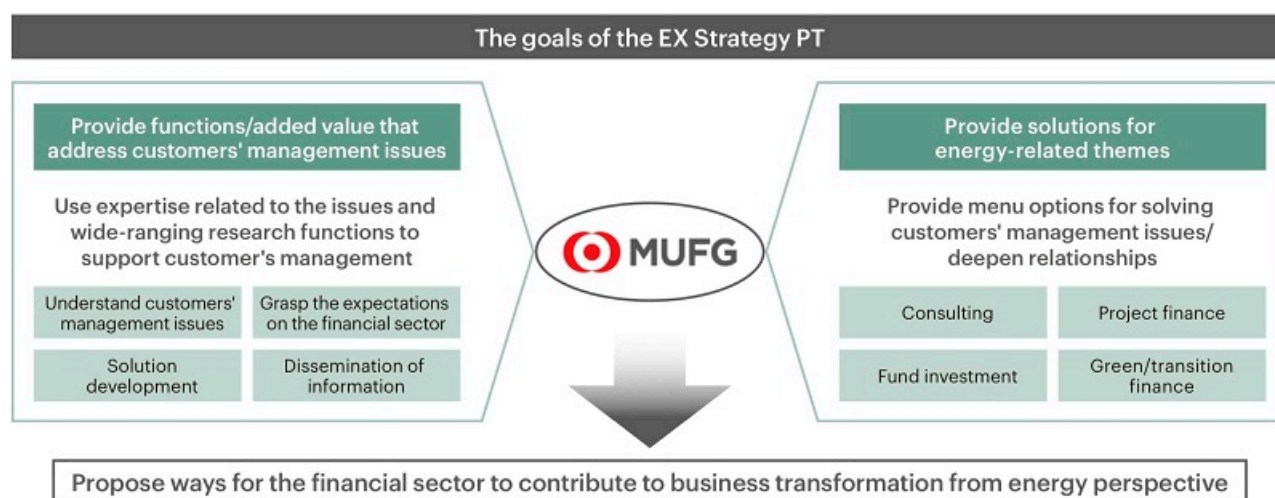 The goals of the EX Strategy PT
Provide functions/added value that
address customers' management issues
Use expertise related to the issues and
wide-ranging research functions to
support customer's management
Understand customers'
management issues
Grasp the expectations
on the financial sector
Solution
development
Dissemination of
information
MUFG
Provide solutions for
energy-related themes
Provide menu options for solving
customers' management issues/
deepen relationships
Consulting
Project finance
Fund investment
Green/transition
finance
Propose ways for the financial sector to contribute to business transformation from energy perspective